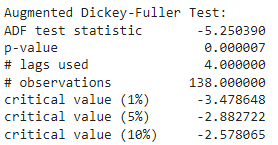 Augmented Dickey-Fuller Test:
ADF test statistic -5.250390
p-value 0.000007
# lags used 4.000000
# observations 138.000000
critical value (1%) -3.478648
critical value (5%) -2.882722
critical value (10%) -2.578065